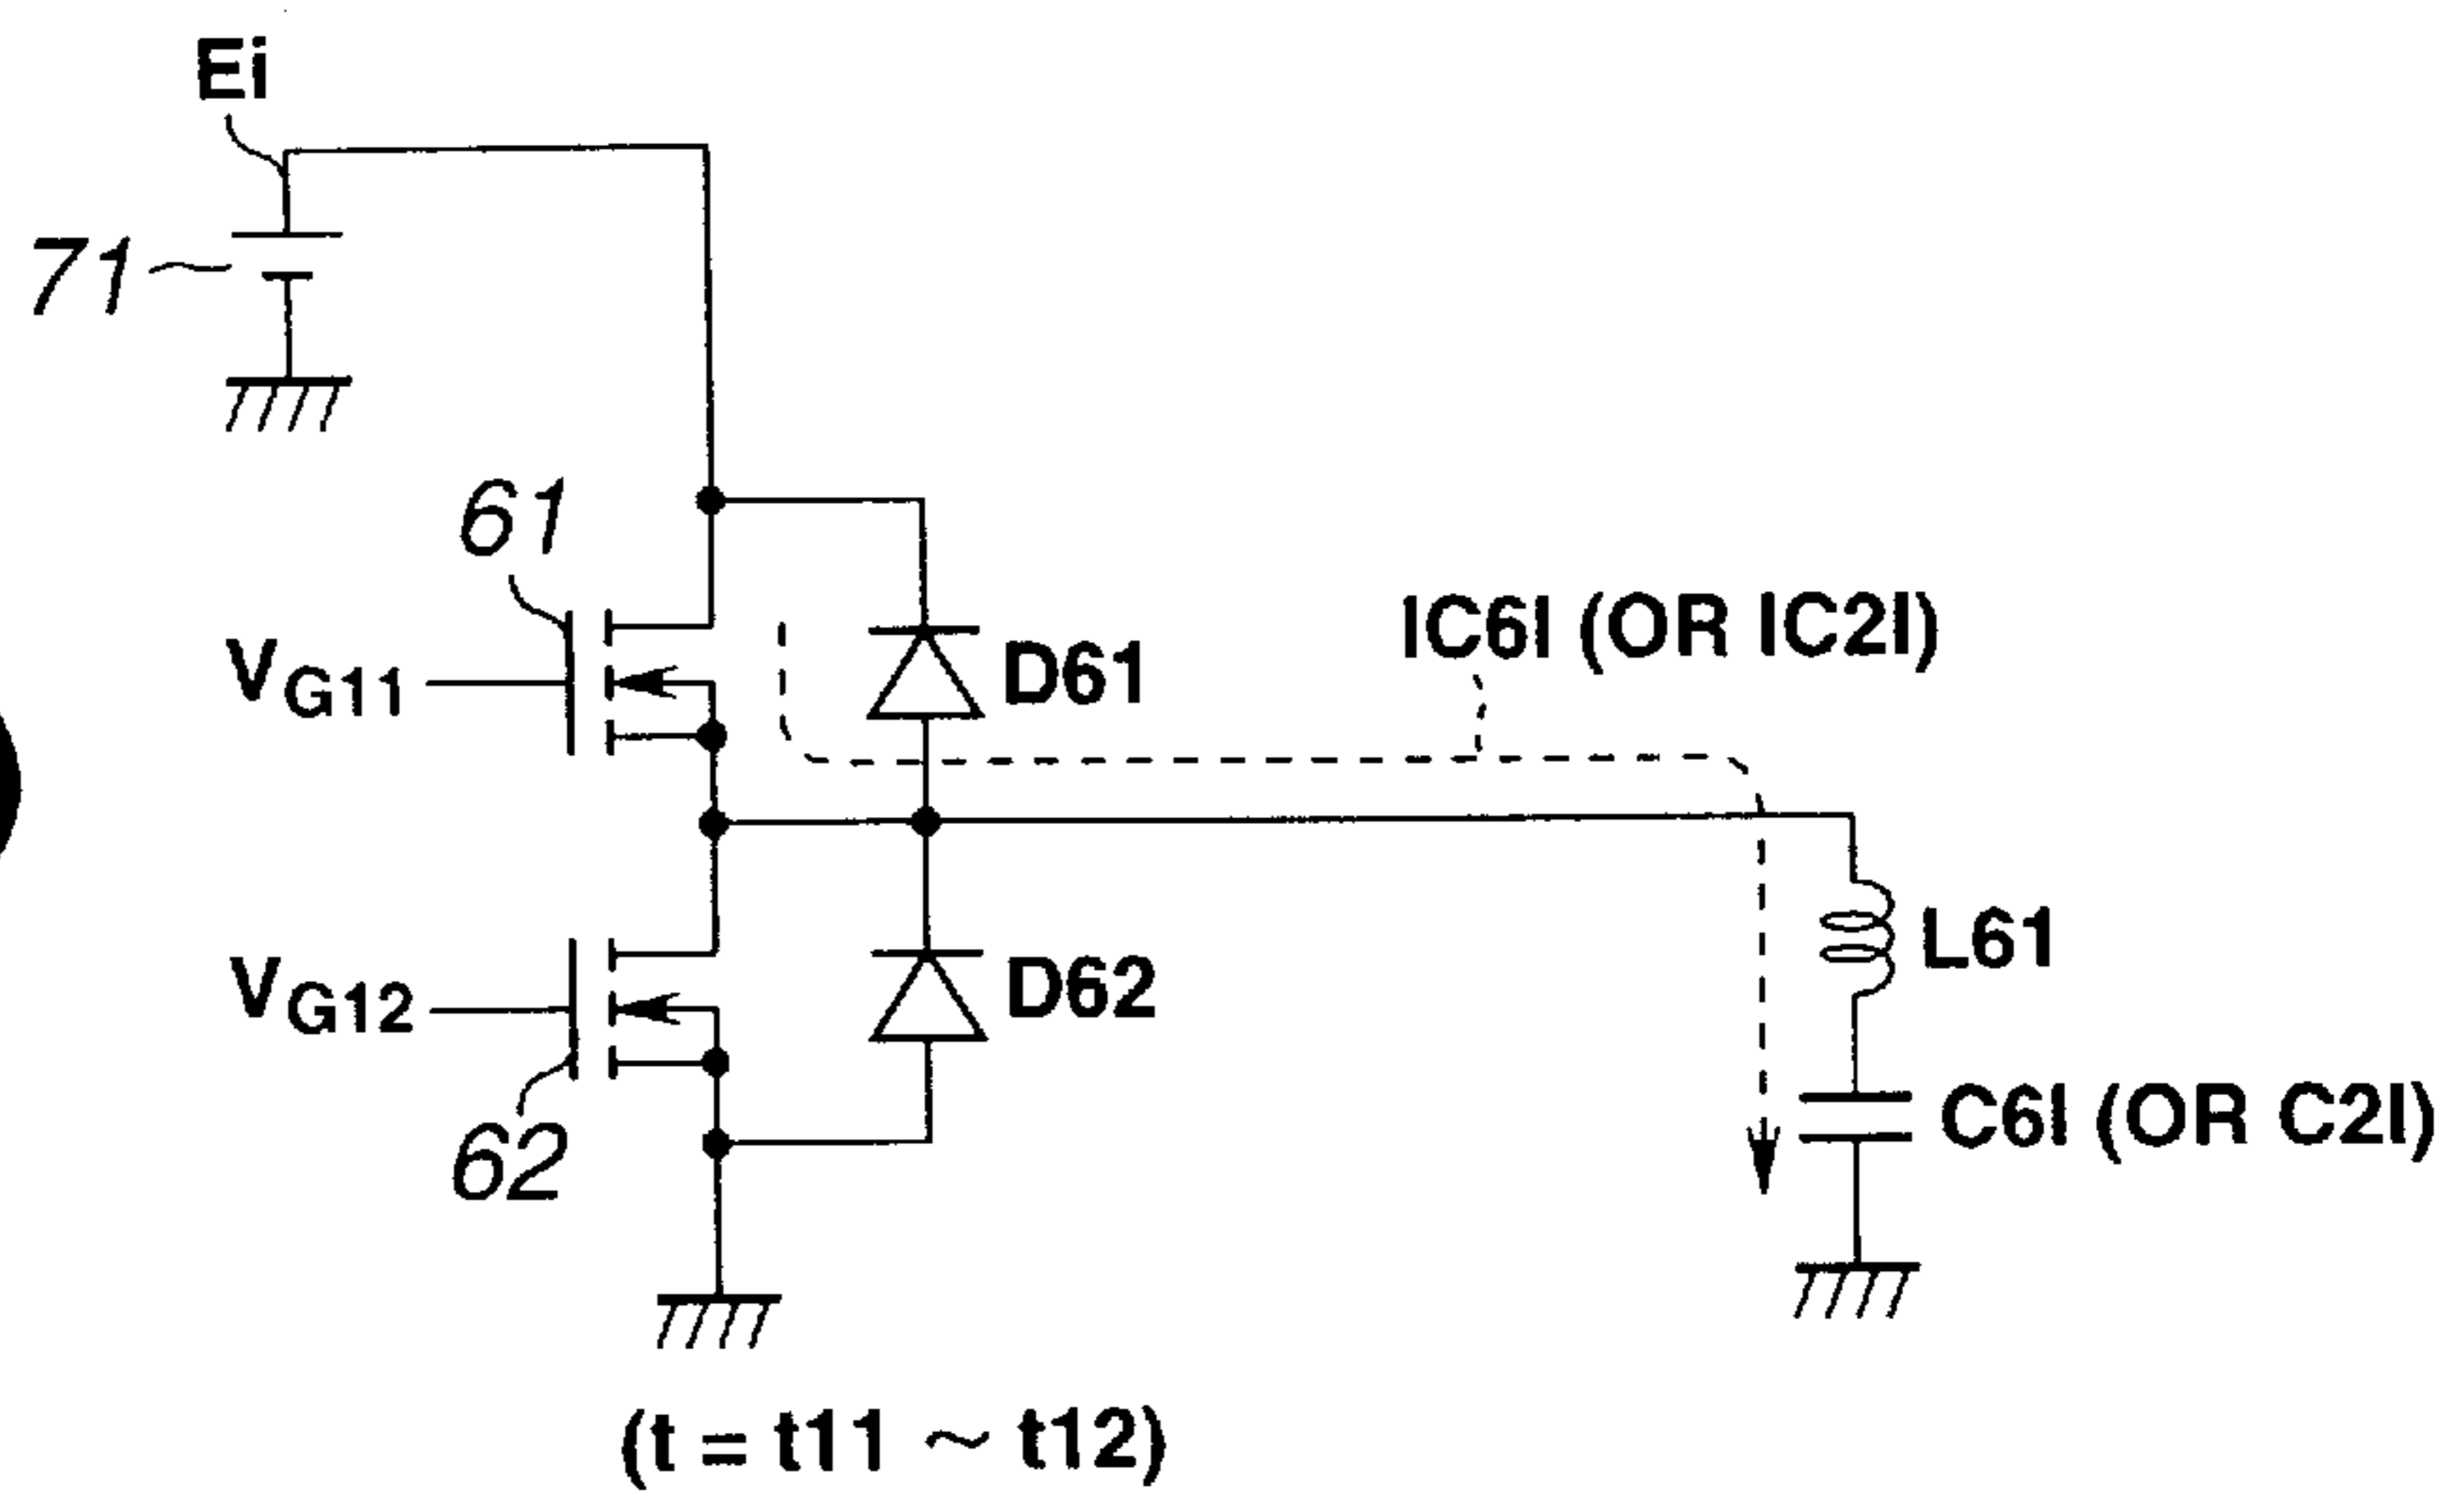 Ei
71
61
IC6I (OR IC2I)
VG11
D61
L61
VG12
D62
C6I (OR C2I)
62
(t = t11 ~ t12)